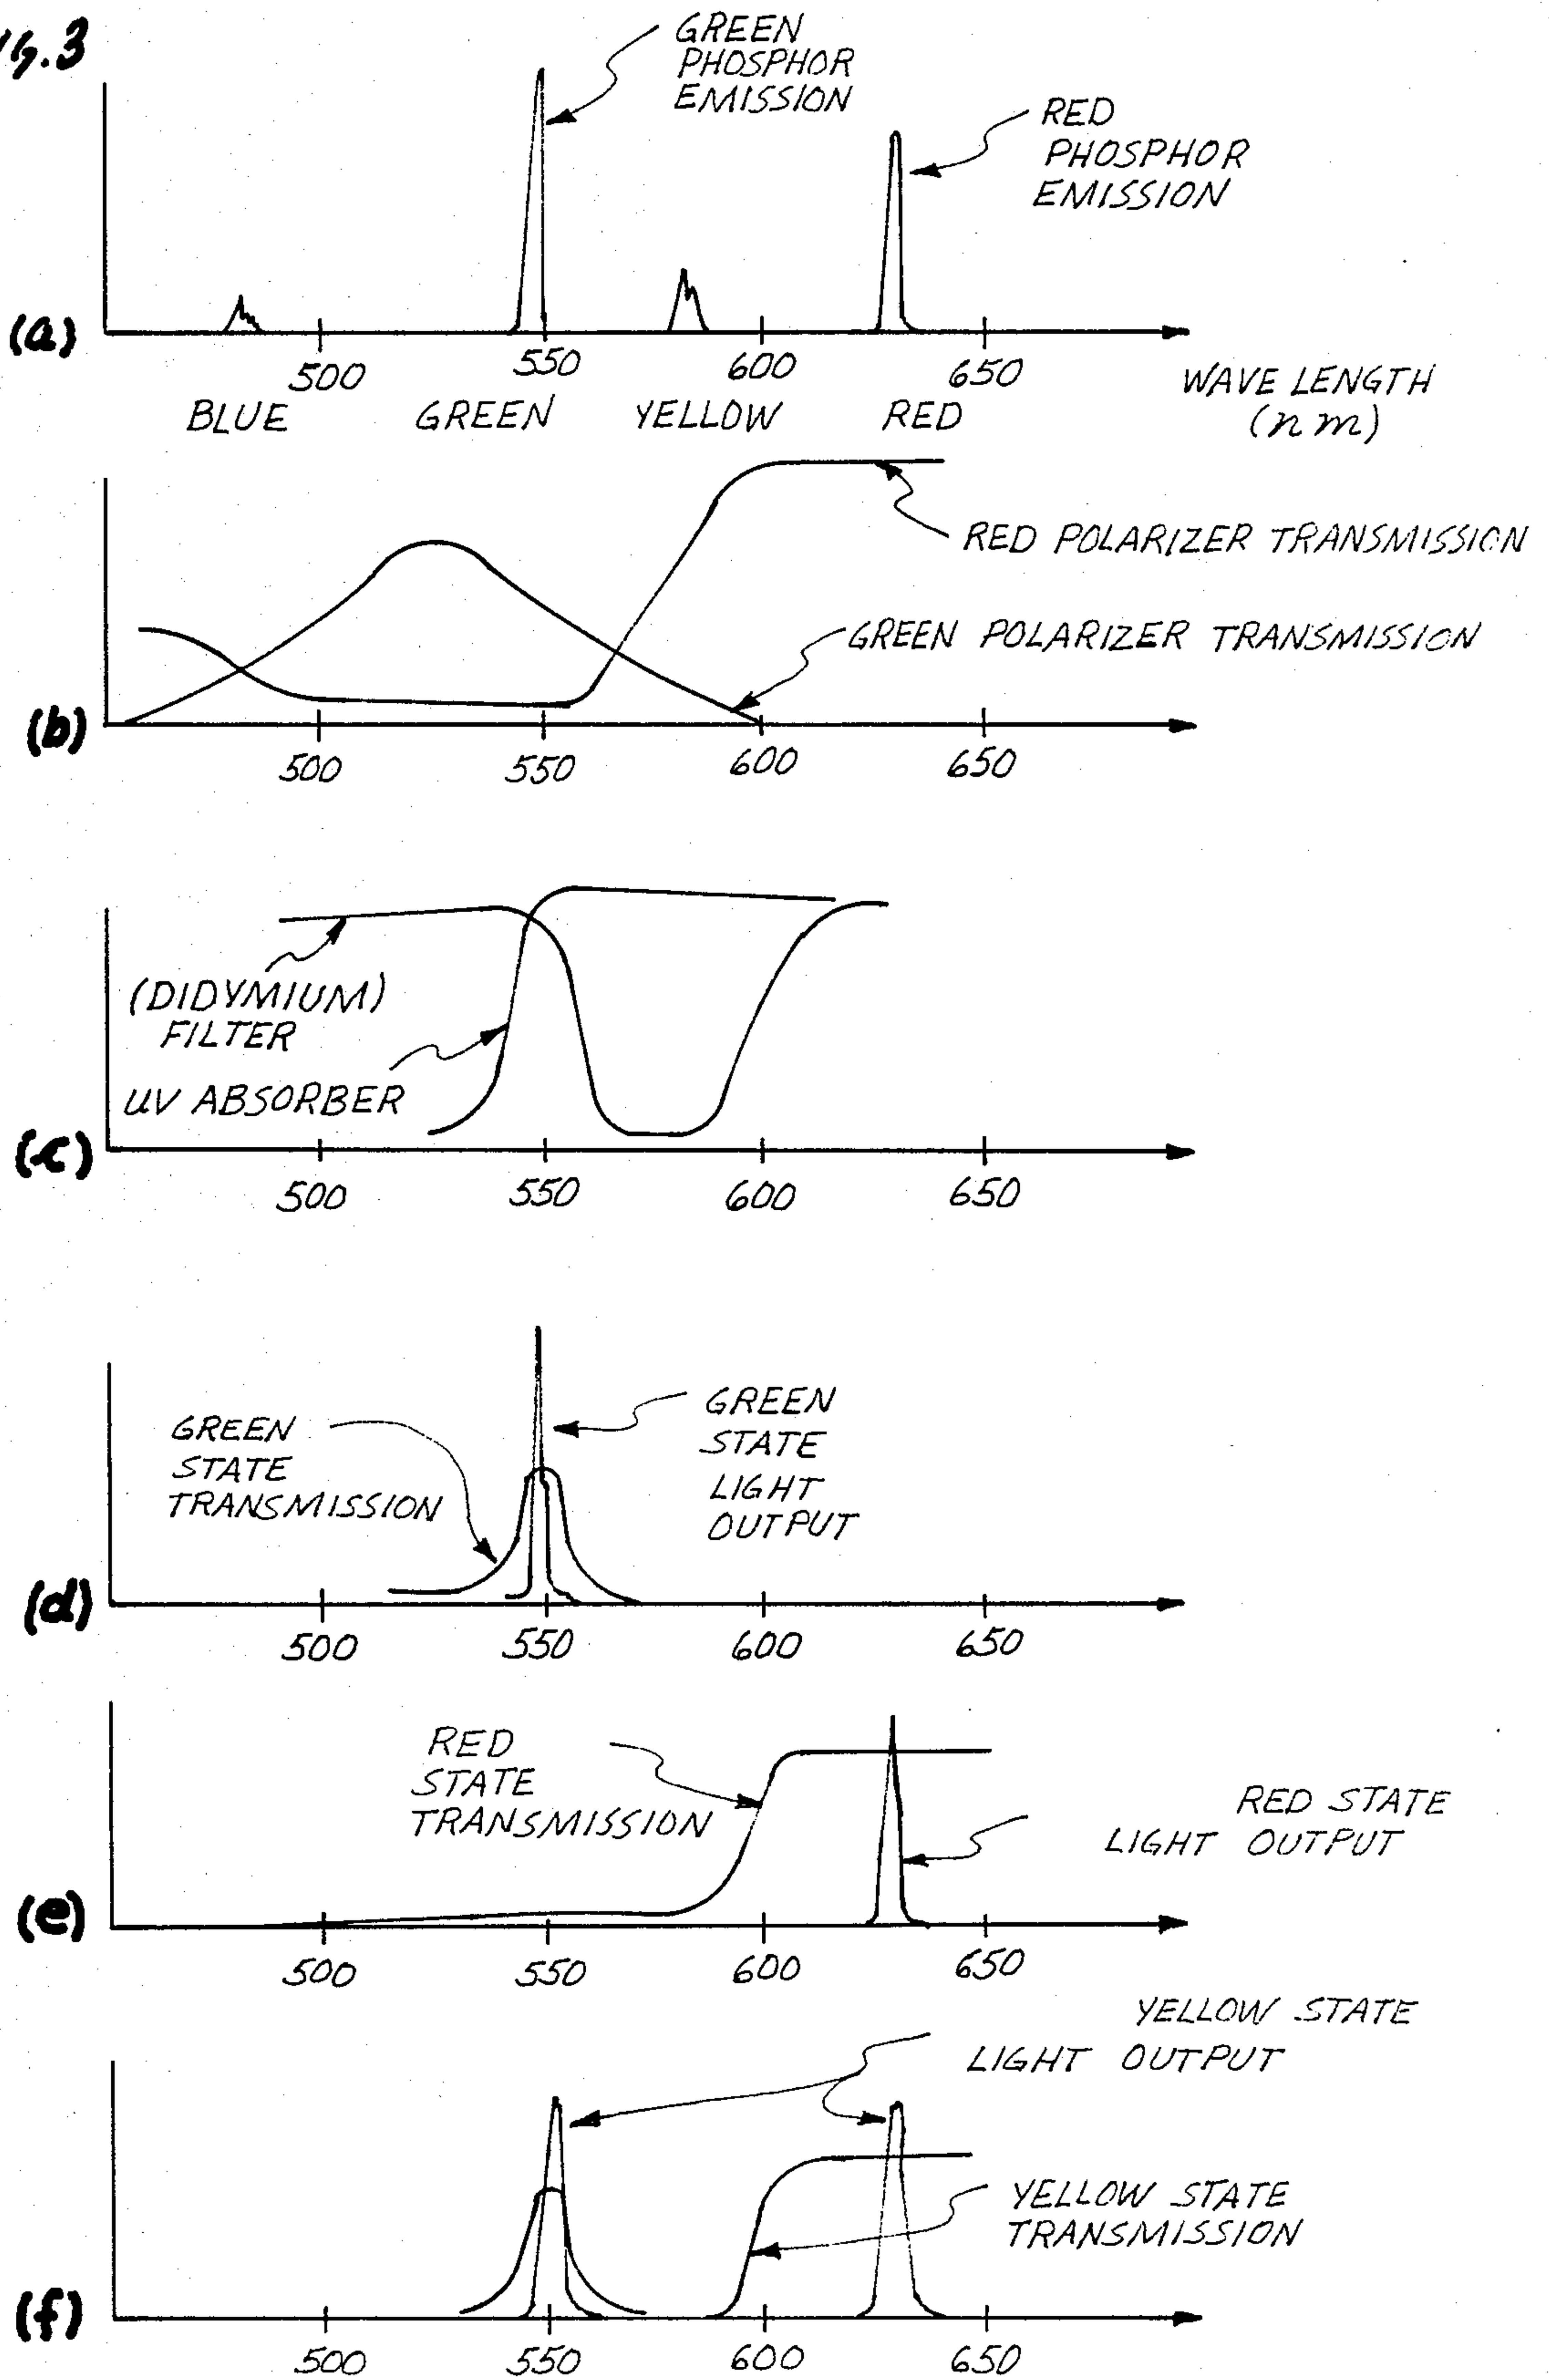 GREEN
PHOSPHOR
EMISSION
RED
PHOSPHOR
EMISSION
(a)
500 550 600 650
WAVE LENGTH
(nm)
BLUE GREEN YELLOW RED
RED POLARIZER TRANSMISSION
GREEN POLARIZER TRANSMISSION
(b)
500 550 600 650
(DIDYMIUM)
FILTER
UV ABSORBER
(c)
500 550 600 650
GREEN
STATE
TRANSMISSION
GREEN
STATE
LIGHT
OUTPUT
(d)
500 550 600 650
RED
STATE
TRANSMISSION
RED STATE
LIGHT OUTPUT
(e)
500 550 600 650
YELLOW STATE
LIGHT OUTPUT
YELLOW STATE
TRANSMISSION
(f)
500 550 600 650